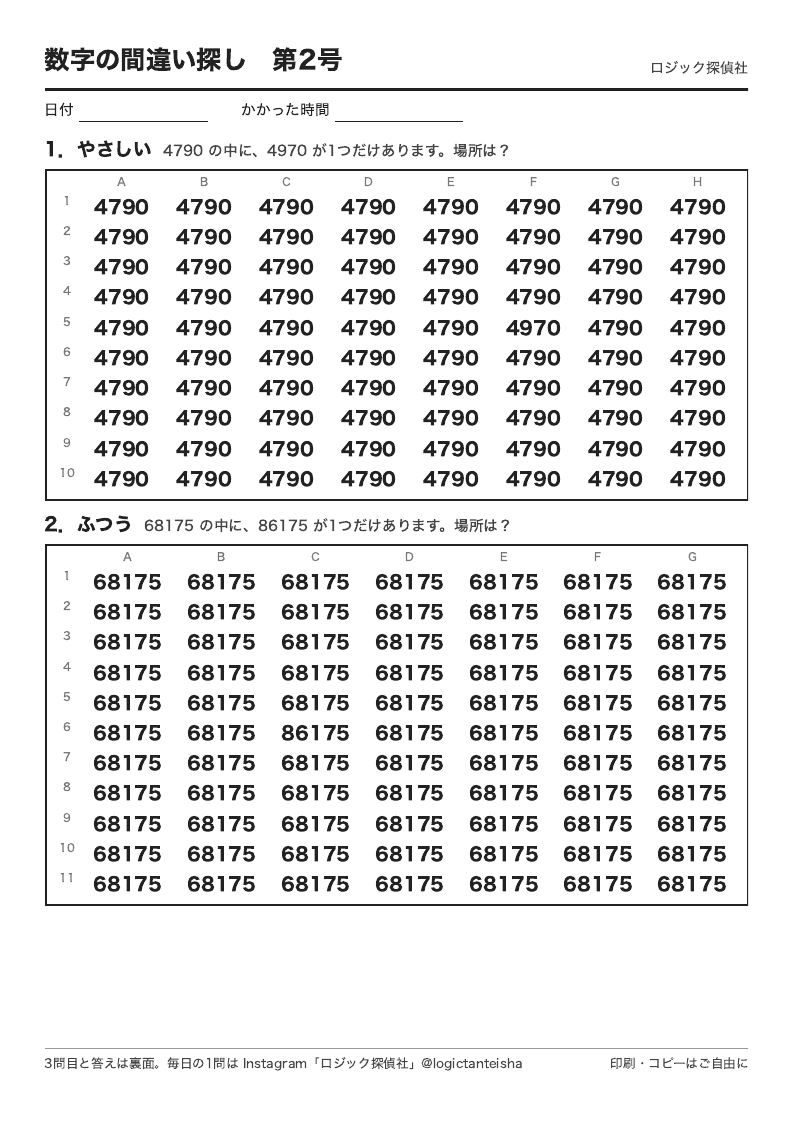 数字の間違い探し　第2号
ロジック探偵社
日付　かかった時間
1．やさしい　4790 の中に、4970 が1つだけあります。場所は？
A B C D E F G H
1 4790 4790 4790 4790 4790 4790 4790 4790
2 4790 4790 4790 4790 4790 4790 4790 4790
3 4790 4790 4790 4790 4790 4790 4790 4790
4 4790 4790 4790 4790 4790 4790 4790 4790
5 4790 4790 4790 4790 4790 4970 4790 4790
6 4790 4790 4790 4790 4790 4790 4790 4790
7 4790 4790 4790 4790 4790 4790 4790 4790
8 4790 4790 4790 4790 4790 4790 4790 4790
9 4790 4790 4790 4790 4790 4790 4790 4790
10 4790 4790 4790 4790 4790 4790 4790 4790
2．ふつう　68175 の中に、86175 が1つだけあります。場所は？
A B C D E F G
1 68175 68175 68175 68175 68175 68175 68175
2 68175 68175 68175 68175 68175 68175 68175
3 68175 68175 68175 68175 68175 68175 68175
4 68175 68175 68175 68175 68175 68175 68175
5 68175 68175 68175 68175 68175 68175 68175
6 68175 68175 86175 68175 68175 68175 68175
7 68175 68175 68175 68175 68175 68175 68175
8 68175 68175 68175 68175 68175 68175 68175
9 68175 68175 68175 68175 68175 68175 68175
10 68175 68175 68175 68175 68175 68175 68175
11 68175 68175 68175 68175 68175 68175 68175
3問目と答えは裏面。毎日の1問は Instagram「ロジック探偵社」@logictanteisha
印刷・コピーはご自由に